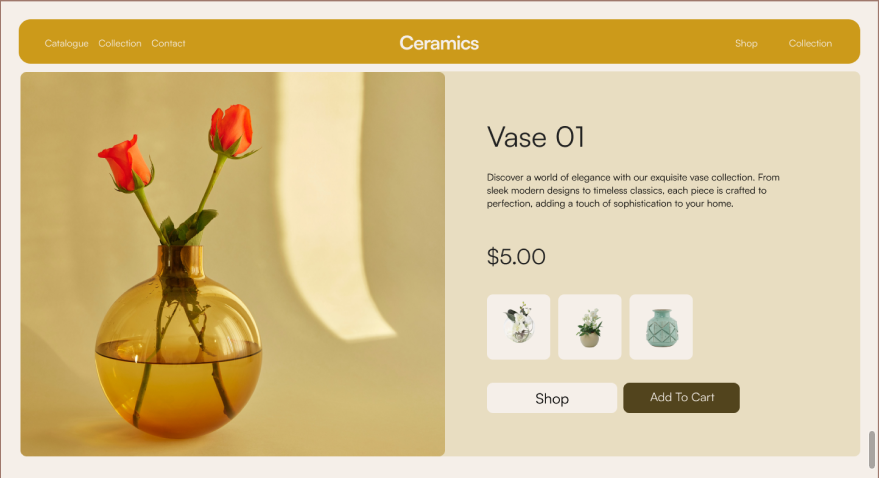 Catalogue Collection Contact
Ceramics
Shop Collection
Vase 01
Discover a world of elegance with our exquisite vase collection. From
sleek modern designs to timeless classics, each piece is crafted to
perfection, adding a touch of sophistication to your home.
$5.00
Shop
Add To Cart